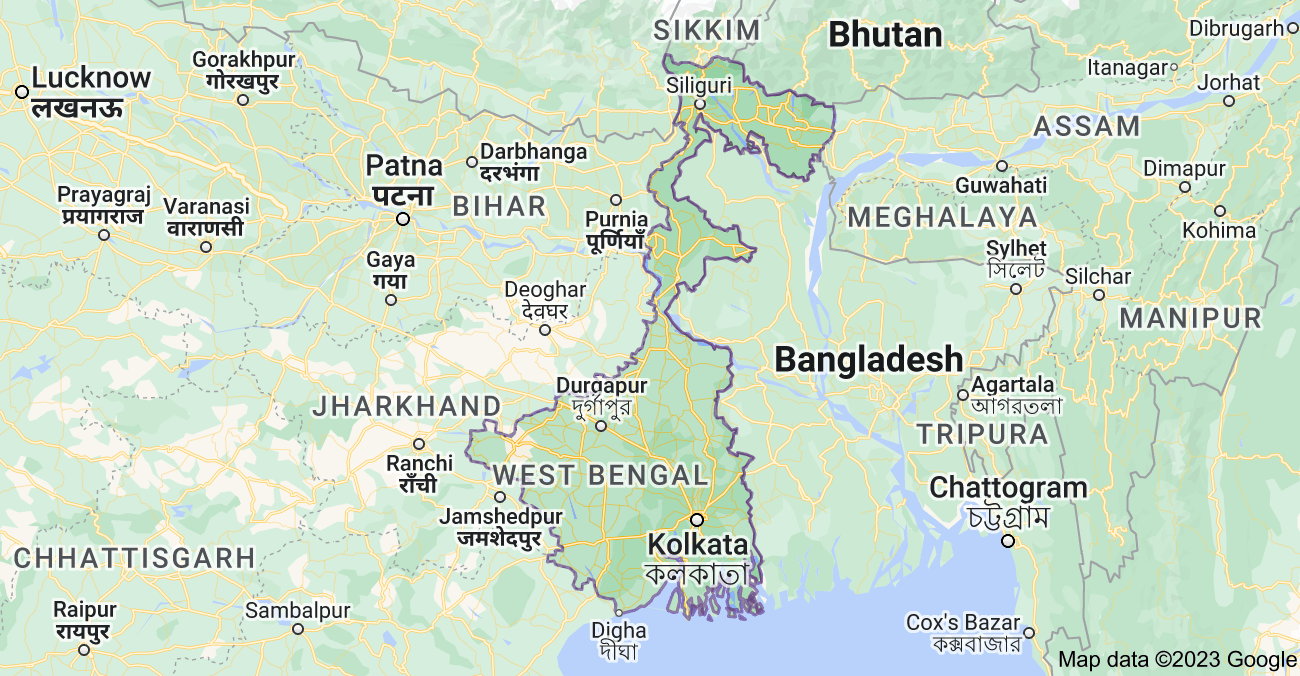 SIKKIM
Bhutan
Dibrugarh
Gorakhpur
गोरखपुर
Lucknow
लखनऊ
Siliguri
Itanagar
Jorhat
ASSAM
Darbhanga
दरभंगा
Patna
पटना
Dimapur
Guwahati
Prayagraj
प्रयागराज
Varanasi
वाराणसी
BIHAR
Purnia
पूर्णियाँ
MEGHALAYA
Kohima
Sylhet
সিলেট
Silchar
Gaya
गया
Deoghar
देवघर
MANIPUR
Bangladesh
Durgapur
দুর্গাপুর
Agartala
আগরতলা
JHARKHAND
TRIPURA
Ranchi
राँची
WEST BENGAL
Chattogram
চট্টগ্রাম
Jamshedpur
जमशेदपुर
Kolkata
কলকাতা
CHHATTISGARH
Raipur
रायपुर
Sambalpur
Digha
দীঘা
Cox's Bazar
কক্সবাজার
Map data ©2023 Google